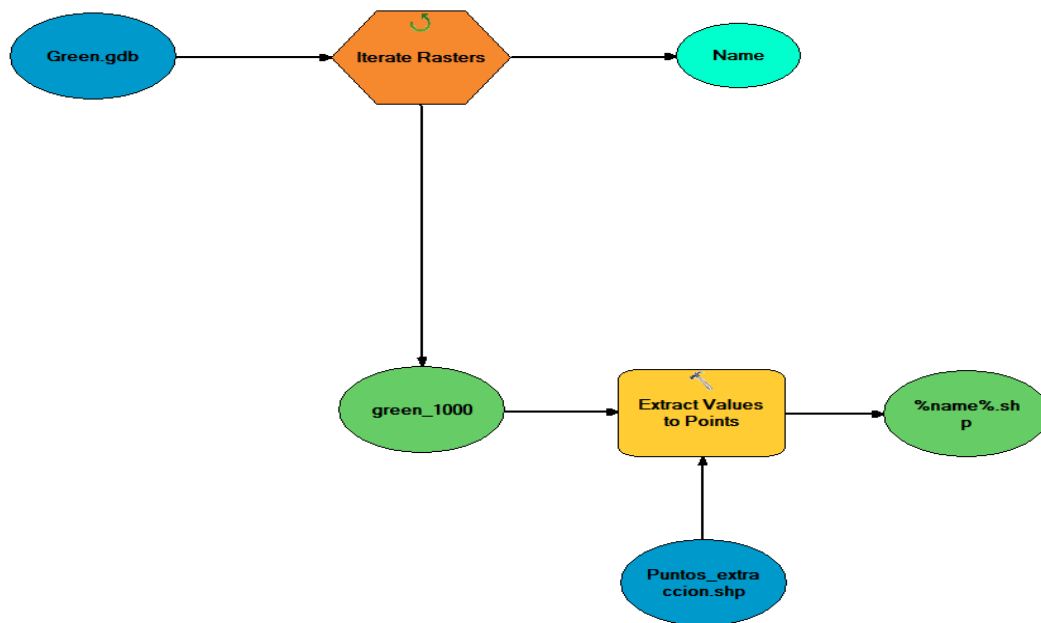 Green.gdb
Iterate Rasters
Name
green_1000
Extract Values
to Points
%name%.sh
p
Puntos_extra
ccion.shp